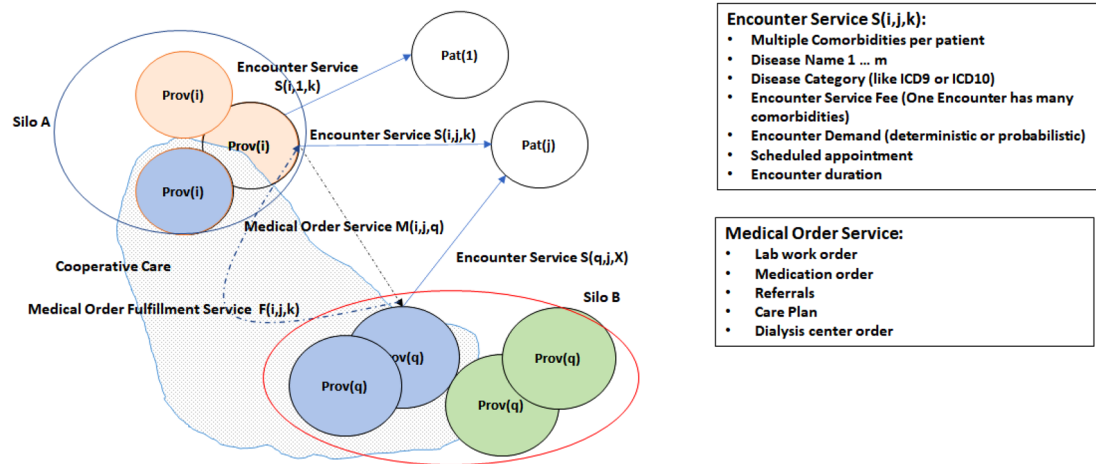 Encounter Service
S(i,1,k)
Pat(1)
Prov(i)
Silo A
Prov(i)
Encounter Service S(i,j,k)
Pat(j)
Prov(i)
Medical Order Service M(i,j,q)
Cooperative Care
Encounter Service S(q,j,X)
Medical Order Fulfillment Service F(i,j,k)
Silo B
Prov(q)
Prov(q)
Prov(q)
Encounter Service S(i,j,k):
• Multiple Comorbidities per patient
• Disease Name 1 ... m
• Disease Category (like ICD9 or ICD10)
• Encounter Service Fee (One Encounter has many
comorbidities)
• Encounter Demand (deterministic or probabilistic)
• Scheduled appointment
• Encounter duration
Medical Order Service:
• Lab work order
• Medication order
• Referrals
• Care Plan
• Dialysis center order